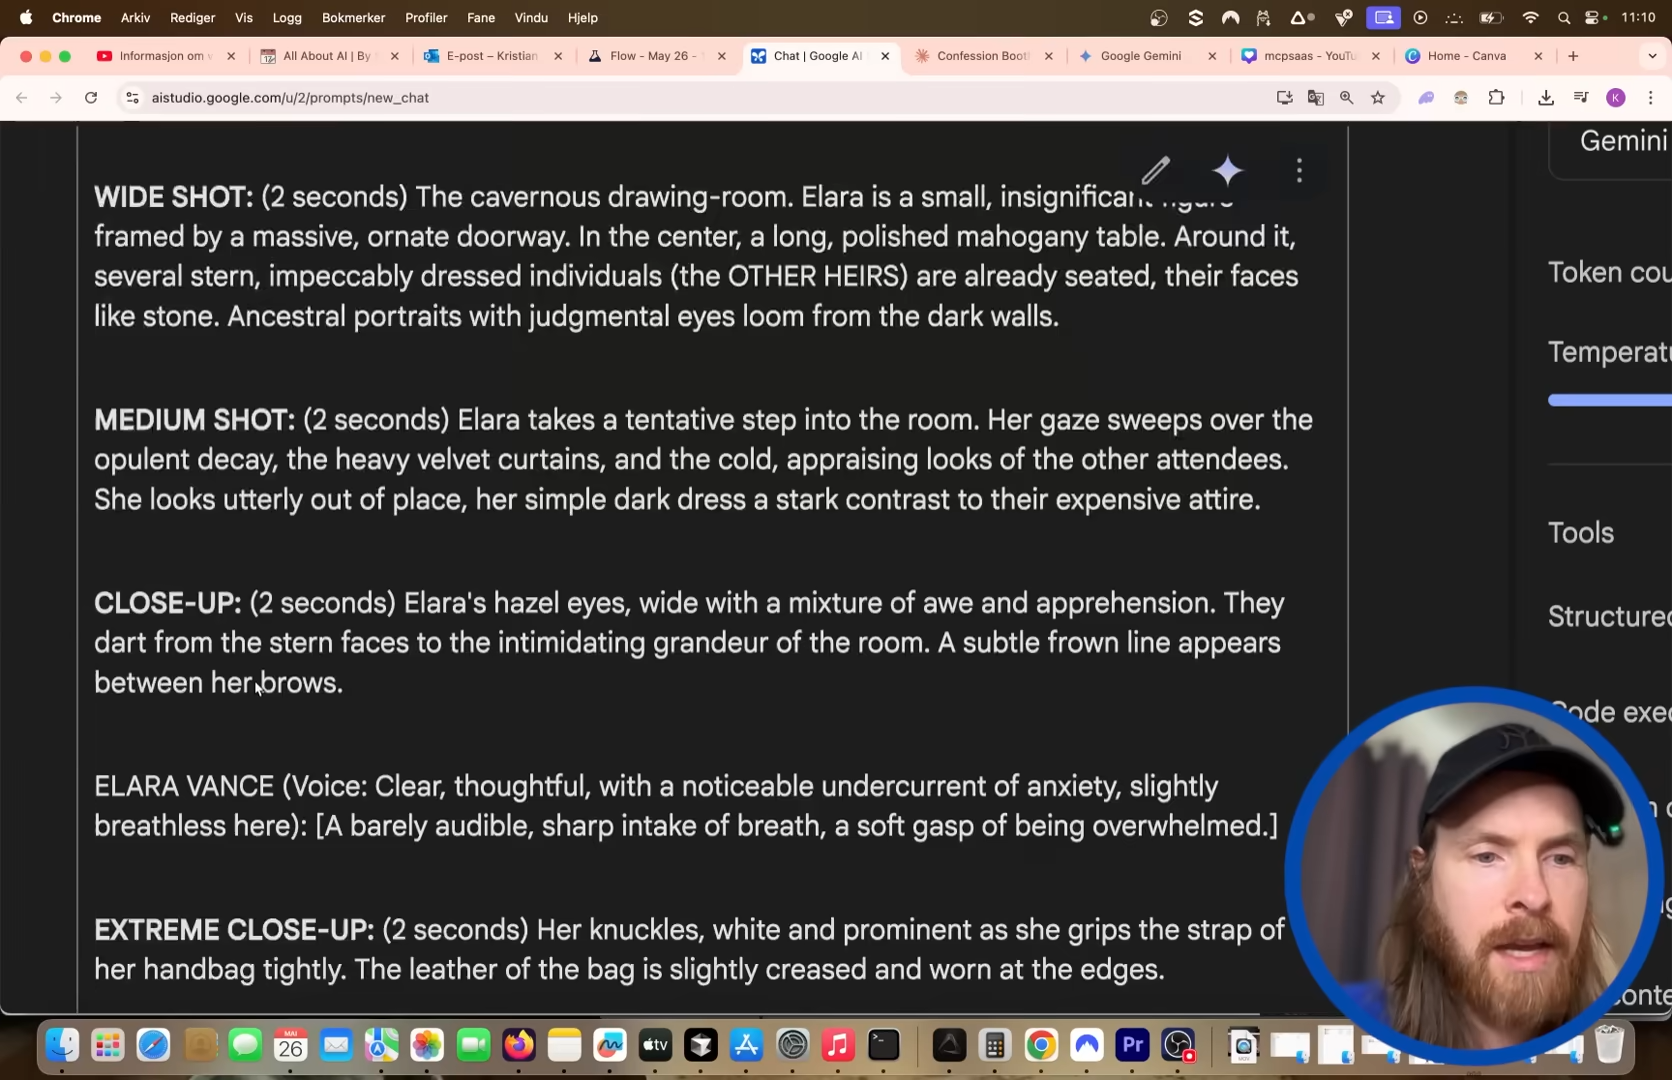 Chrome Arkiv Rediger Vis Logg Bokmerker Profiler Fane Vindu Hjelp 11:10
Informasjon om All About AI | By E-post – Kristian Flow - May 26 - Chat | Google AI Confession Booth Google Gemini mcpsaas - YouTu Home - Canva
aistudio.google.com/u/2/prompts/new_chat K
Gemini
WIDE SHOT: (2 seconds) The cavernous drawing-room. Elara is a small, insignificant figure
framed by a massive, ornate doorway. In the center, a long, polished mahogany table. Around it,
several stern, impeccably dressed individuals (the OTHER HEIRS) are already seated, their faces
like stone. Ancestral portraits with judgmental eyes loom from the dark walls.
Token cou
Temperatu
MEDIUM SHOT: (2 seconds) Elara takes a tentative step into the room. Her gaze sweeps over the
opulent decay, the heavy velvet curtains, and the cold, appraising looks of the other attendees.
She looks utterly out of place, her simple dark dress a stark contrast to their expensive attire.
Tools
Structured
CLOSE-UP: (2 seconds) Elara's hazel eyes, wide with a mixture of awe and apprehension. They
dart from the stern faces to the intimidating grandeur of the room. A subtle frown line appears
between her brows.
Code exec
ELARA VANCE (Voice: Clear, thoughtful, with a noticeable undercurrent of anxiety, slightly
breathless here): [A barely audible, sharp intake of breath, a soft gasp of being overwhelmed.]
EXTREME CLOSE-UP: (2 seconds) Her knuckles, white and prominent as she grips the strap of
her handbag tightly. The leather of the bag is slightly creased and worn at the edges.
conte
MAI
26
tv
Pr